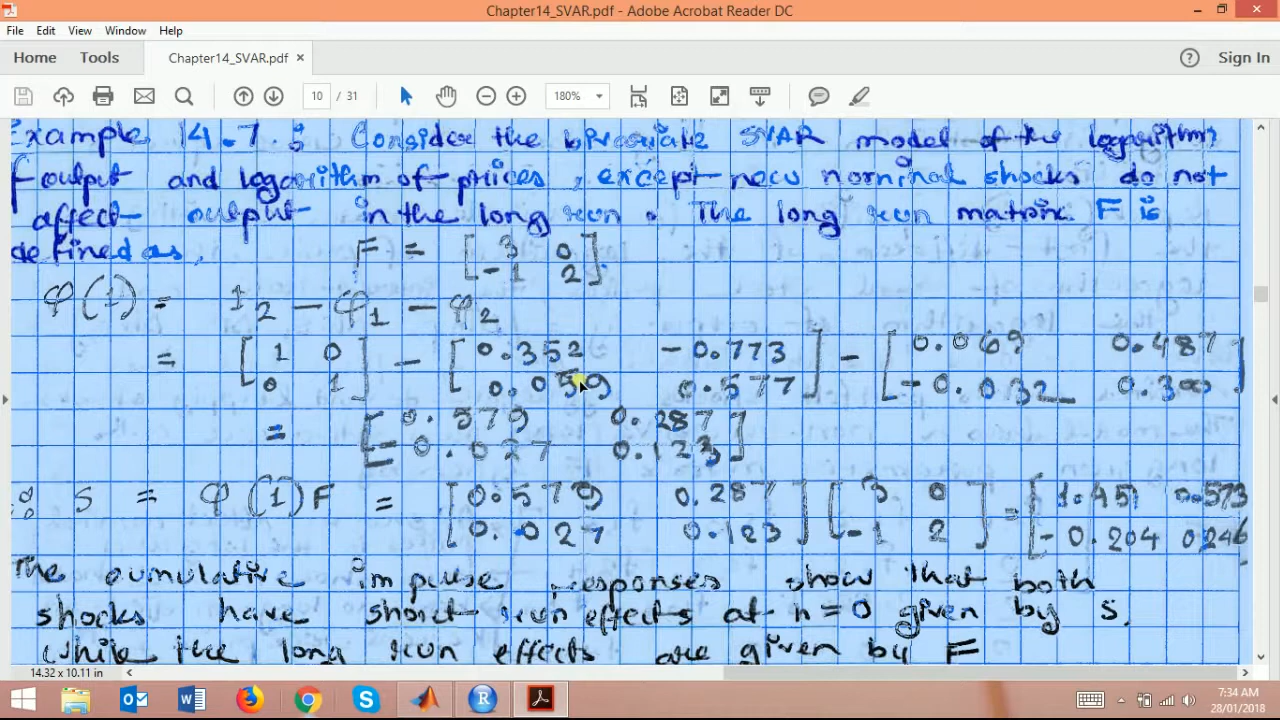 Chapter14_SVAR.pdf - Adobe Acrobat Reader DC
File Edit View Window Help
Home Tools Chapter14_SVAR.pdf × Sign In
10 / 31 180%
Example 14.7 : Consider the bivariate SVAR model of the logarithms
f output and logarithm of prices, except new nominal shocks do not
affect output in the long run. The long run matrix F is
defined as,
F = [ 3 0
-1 2 ].
φ(1) = I2 - φ1 - φ2
= [ 1 0 ] - [ 0.352 -0.773 ] - [ 0.069 0.487 ]
0 1 0.059 0.577 -0.032 0.300
= [ 0.579 0.287
-0.027 0.123 ]
∴ S = φ(1)F = [ 0.579 0.287 ] [ 3 0 ] = [ 1.451 0.573
0.027 0.123 -1 2 -0.204 0.246
The cumulative impulse responses show that both
shocks have short run effects at n=0 given by S,
while the long run effects are given by F
14.32 x 10.11 in
7:34 AM
28/01/2018